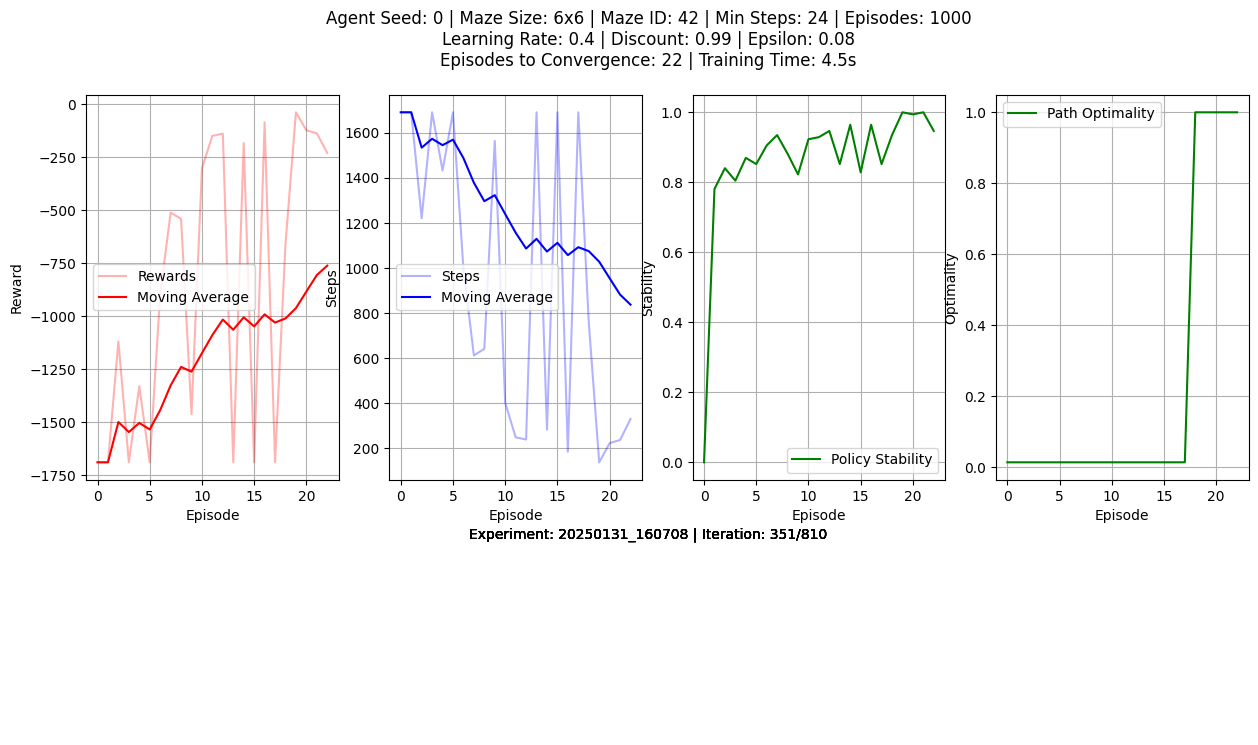 Agent Seed: 0 | Maze Size: 6x6 | Maze ID: 42 | Min Steps: 24 | Episodes: 1000
Learning Rate: 0.4 | Discount: 0.99 | Epsilon: 0.08
Episodes to Convergence: 22 | Training Time: 4.5s
0
−250
−500
−750
−1000
−1250
−1500
−1750
Reward
Rewards
Moving Average
0
5
10
15
20
Episode
1600
1400
1200
1000
800
600
400
200
Steps
Steps
Moving Average
0
5
10
15
20
Episode
1.0
0.8
0.6
0.4
0.2
0.0
Stability
Policy Stability
0
5
10
15
20
Episode
1.0
0.8
0.6
0.4
0.2
0.0
Optimality
Path Optimality
0
5
10
15
20
Episode
Experiment: 20250131_160708 | Iteration: 351/810